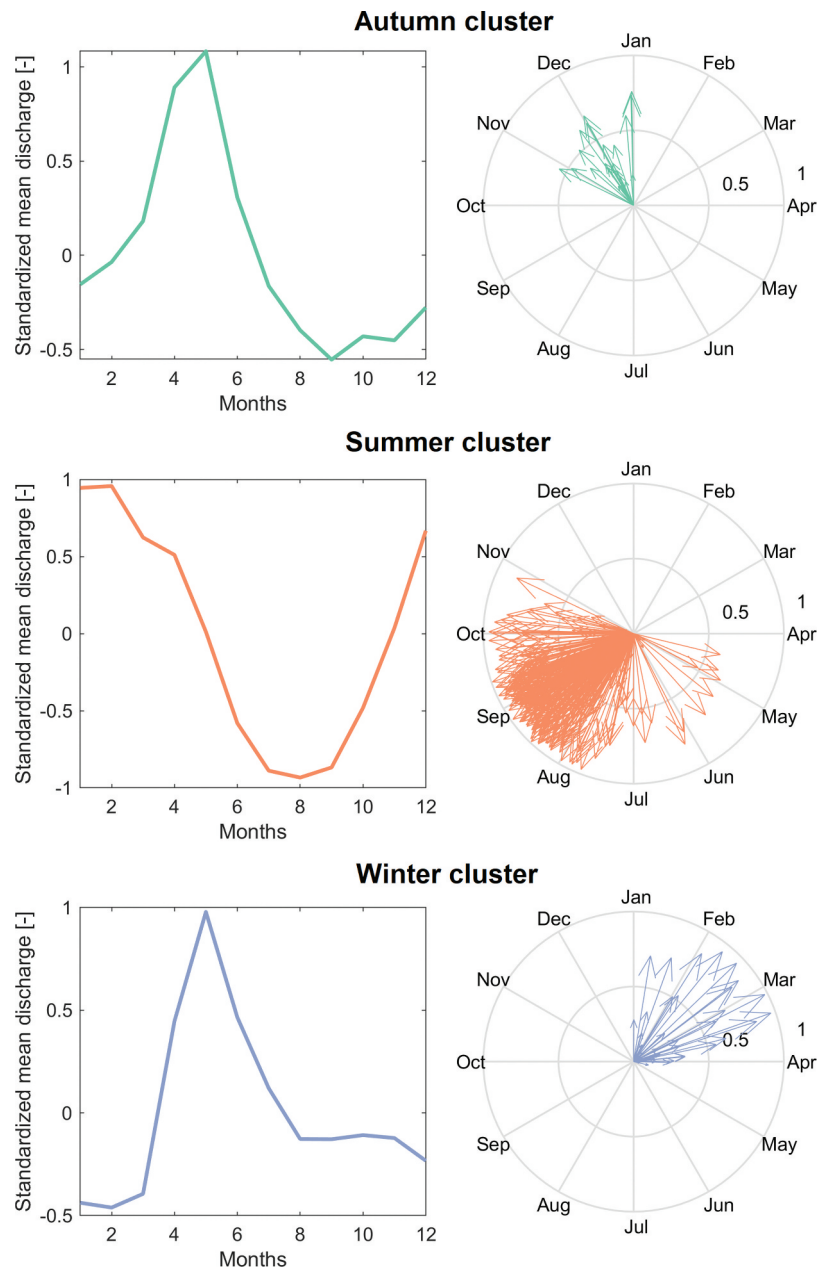 Autumn cluster
Standardized mean discharge [-]
1
0.5
0
-0.5
2 4 6 8 10 12
Months
Jan
Feb
Mar
Apr
May
Jun
Jul
Aug
Sep
Oct
Nov
Dec
0.5
1
Summer cluster
Standardized mean discharge [-]
1
0.5
0
-0.5
-1
2 4 6 8 10 12
Months
Jan
Feb
Mar
Apr
May
Jun
Jul
Aug
Sep
Oct
Nov
Dec
0.5
1
Winter cluster
Standardized mean discharge [-]
1
0.5
0
-0.5
2 4 6 8 10 12
Months
Jan
Feb
Mar
Apr
May
Jun
Jul
Aug
Sep
Oct
Nov
Dec
0.5
1